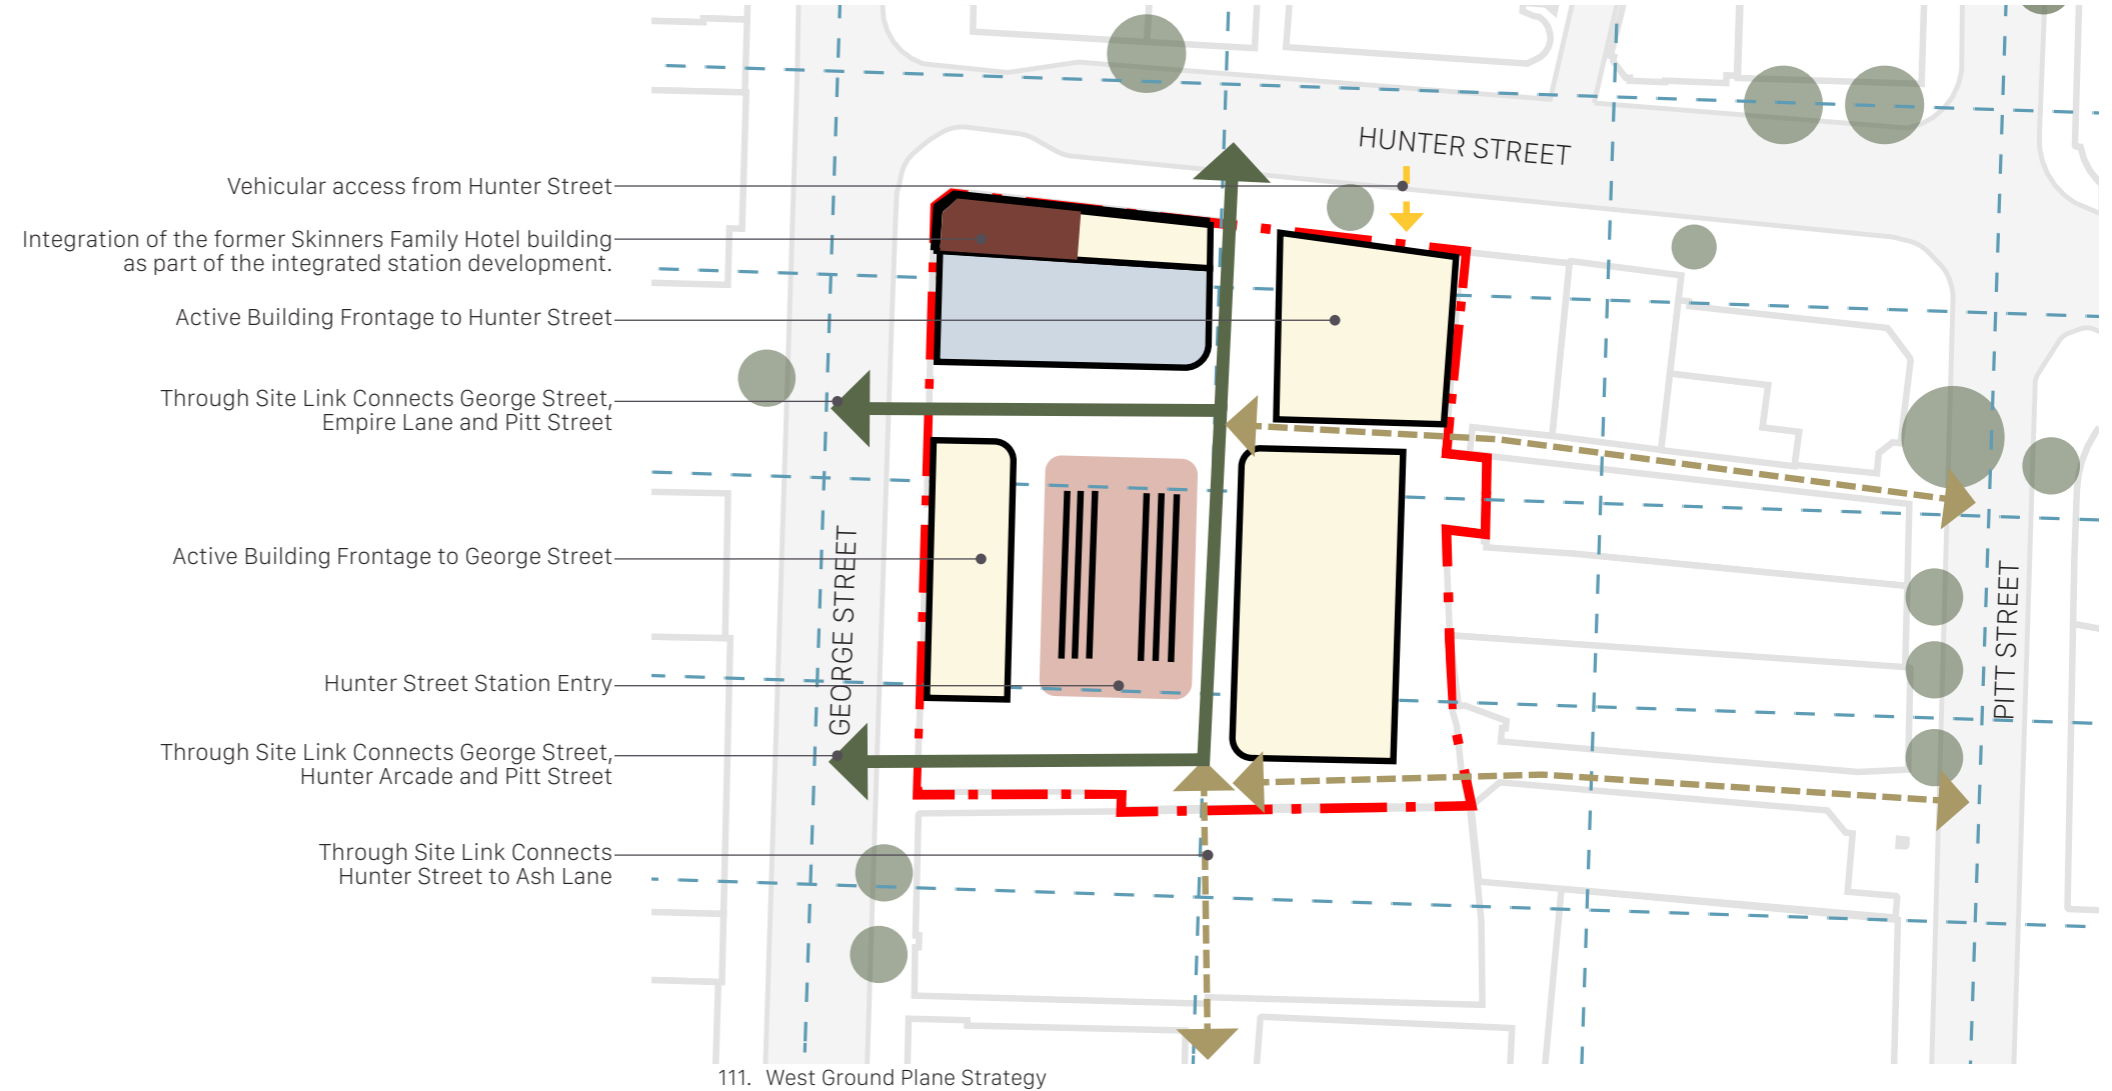 HUNTER STREET
Vehicular access from Hunter Street
Integration of the former Skinners Family Hotel building
as part of the integrated station development.
Active Building Frontage to Hunter Street
Through Site Link Connects George Street,
Empire Lane and Pitt Street
Active Building Frontage to George Street
GEORGE STREET
PITT STREET
Hunter Street Station Entry
Through Site Link Connects George Street,
Hunter Arcade and Pitt Street
Through Site Link Connects
Hunter Street to Ash Lane
111. West Ground Plane Strategy